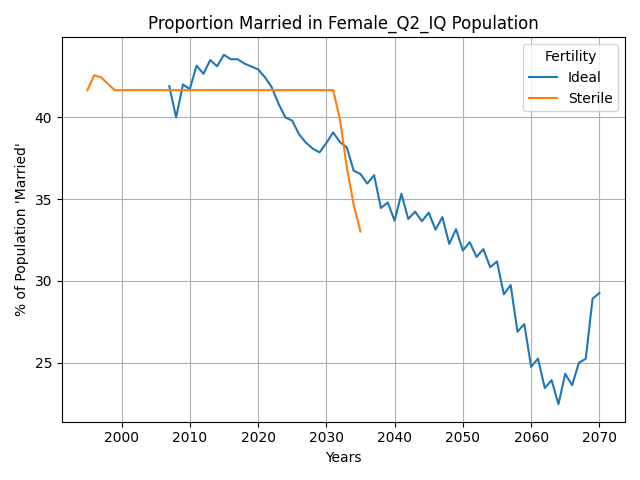 Proportion Married in Female_Q2_IQ Population
Fertility
Ideal
Sterile
% of Population 'Married'
40
35
30
25
2000 2010 2020 2030 2040 2050 2060 2070
Years